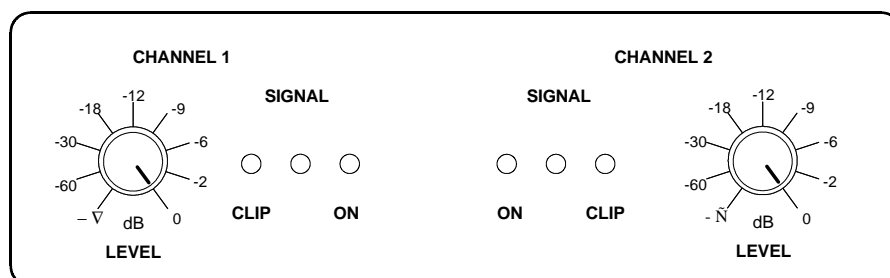 CHANNEL 1
CHANNEL 2
SIGNAL
SIGNAL
-12
-18
-9
-30
-6
-60
-2
– ∇
0
dB
LEVEL
CLIP
ON
ON
CLIP
-12
-18
-9
-30
-6
-60
-2
- Ñ
0
dB
LEVEL